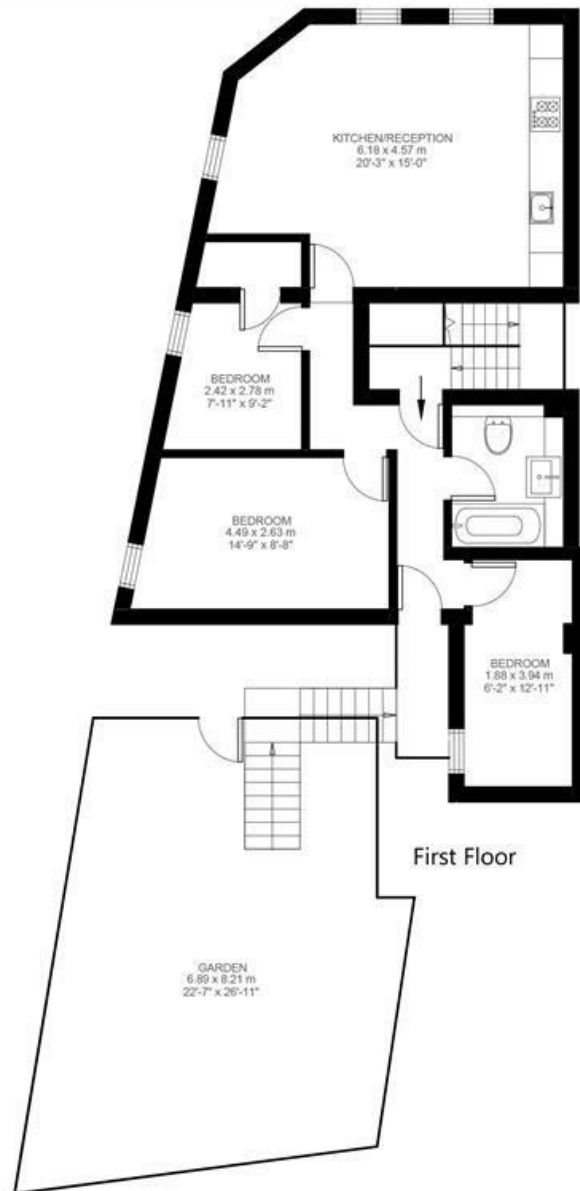 KITCHEN/RECEPTION
6.18 x 4.57 m
20'-3" x 15'-0"
BEDROOM
2.42 x 2.78 m
7'-11" x 9'-2"
BEDROOM
4.49 x 2.63 m
14'-9" x 8'-8"
BEDROOM
1.88 x 3.94 m
6'-2" x 12'-11"
First Floor
GARDEN
6.89 x 8.21 m
22'-7" x 26'-11"